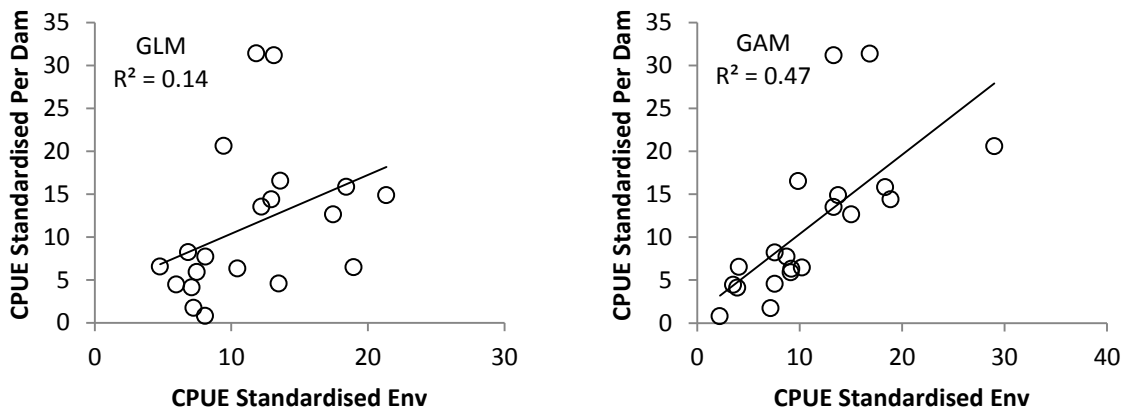 CPUE Standardised Per Dam
35
30
25
20
15
10
5
0
GLM
R² = 0.14
0 10 20 30
CPUE Standardised Env
CPUE Standardised Per Dam
35
30
25
20
15
10
5
0
GAM
R² = 0.47
0 10 20 30 40
CPUE Standardised Env